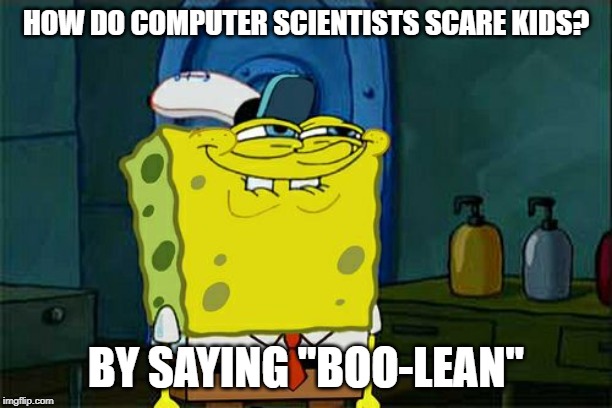 HOW DO COMPUTER SCIENTISTS SCARE KIDS?
BY SAYING "BOO-LEAN"
imgflip.com